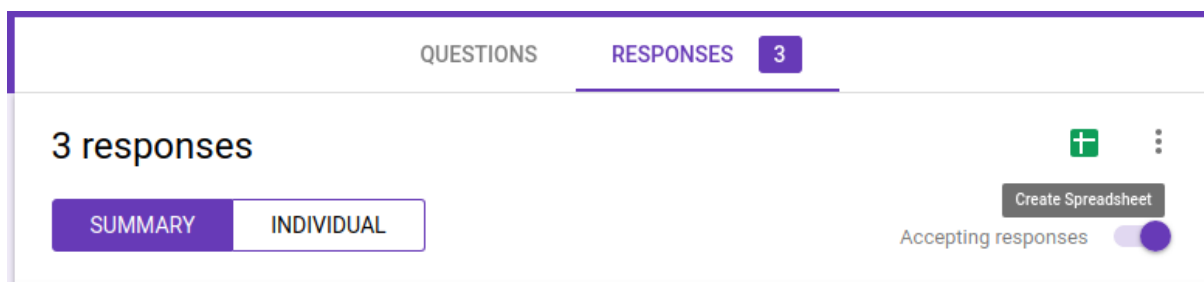 QUESTIONS RESPONSES 3
3 responses
Create Spreadsheet
SUMMARY INDIVIDUAL
Accepting responses